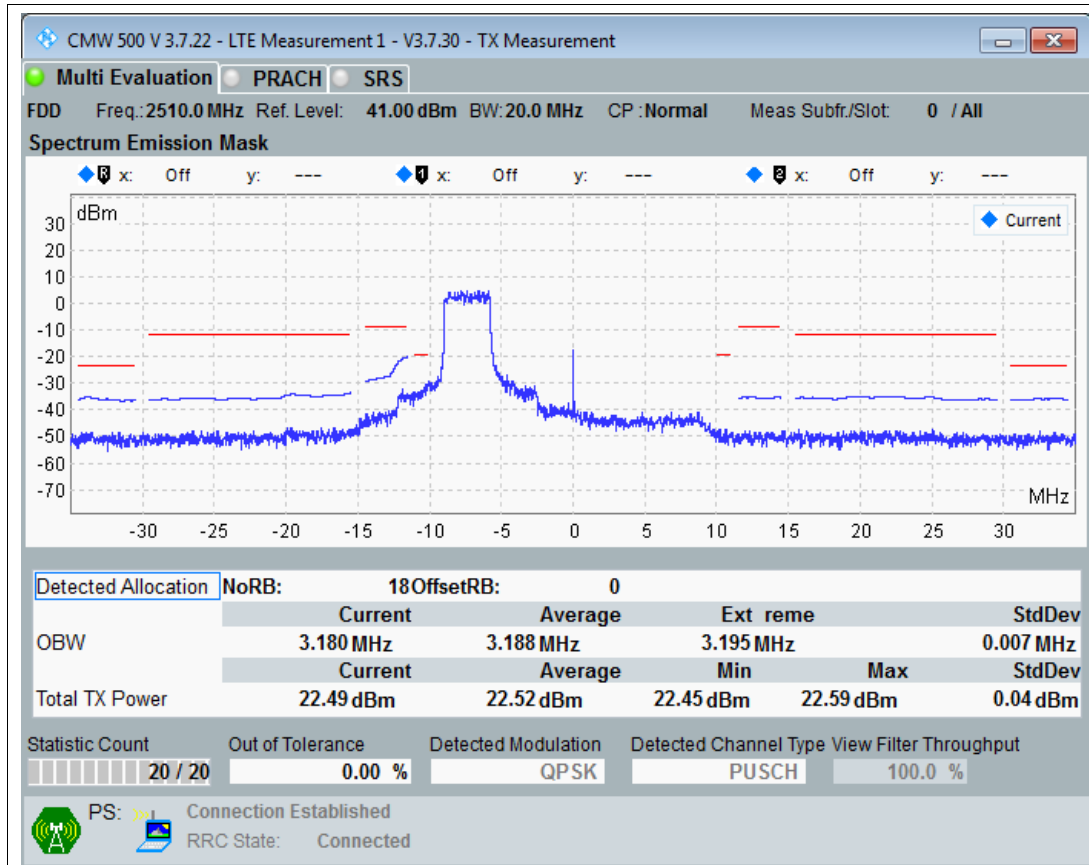 CMW 500 V 3.7.22 - LTE Measurement 1 - V3.7.30 - TX Measurement
Multi Evaluation PRACH SRS
FDD Freq.: 2510.0 MHz Ref. Level: 41.00 dBm BW: 20.0 MHz CP : Normal Meas Subfr./Slot: 0 / All
Spectrum Emission Mask
R x: Off y: --- 1 x: Off y: --- 2 x: Off y: ---
dBm
Current
30
20
10
0
-10
-20
-30
-40
-50
-60
-70
MHz
-30 -25 -20 -15 -10 -5 0 5 10 15 20 25 30
Detected Allocation NoRB: 18 OffsetRB: 0
Current Average Ext reme StdDev
OBW 3.180 MHz 3.188 MHz 3.195 MHz 0.007 MHz
Current Average Min Max StdDev
Total TX Power 22.49 dBm 22.52 dBm 22.45 dBm 22.59 dBm 0.04 dBm
Statistic Count Out of Tolerance Detected Modulation Detected Channel Type View Filter Throughput
20 / 20 0.00 % QPSK PUSCH 100.0 %
PS: Connection Established
RRC State: Connected